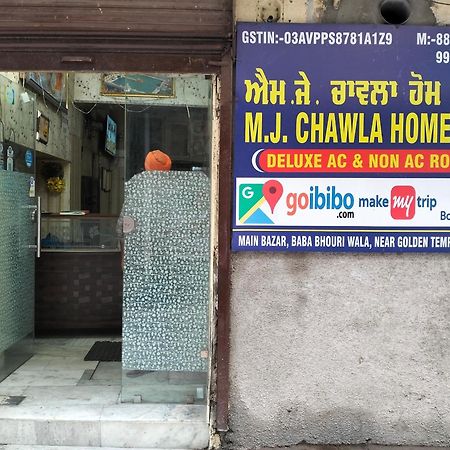 GSTIN:-03AVPPS8781A1Z9 M:-88
99
ਐਮ.ਜੇ. ਚਾਵਲਾ ਹੋਮ
M.J. CHAWLA HOME
DELUXE AC & NON AC RO
G goibibo.com make my trip
Bo
MAIN BAZAR, BABA BHOURI WALA, NEAR GOLDEN TEMP